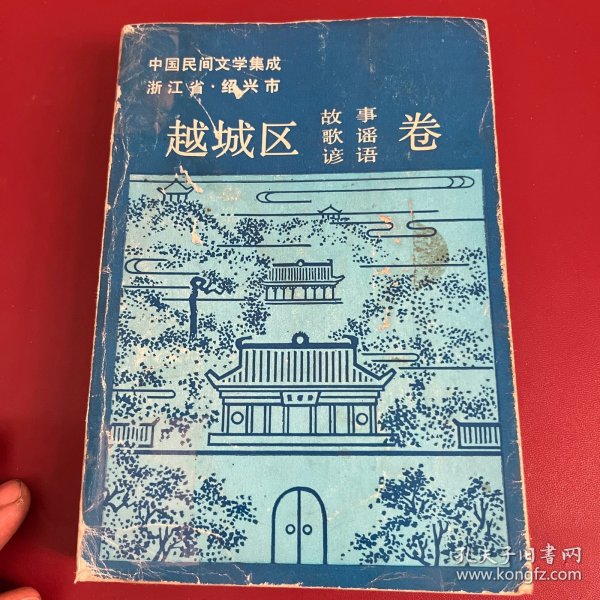 中国民间文学集成
浙江省·绍兴市
越城区 故事 歌谣 谚语 卷
孔夫子旧书网
www.kongfz.com